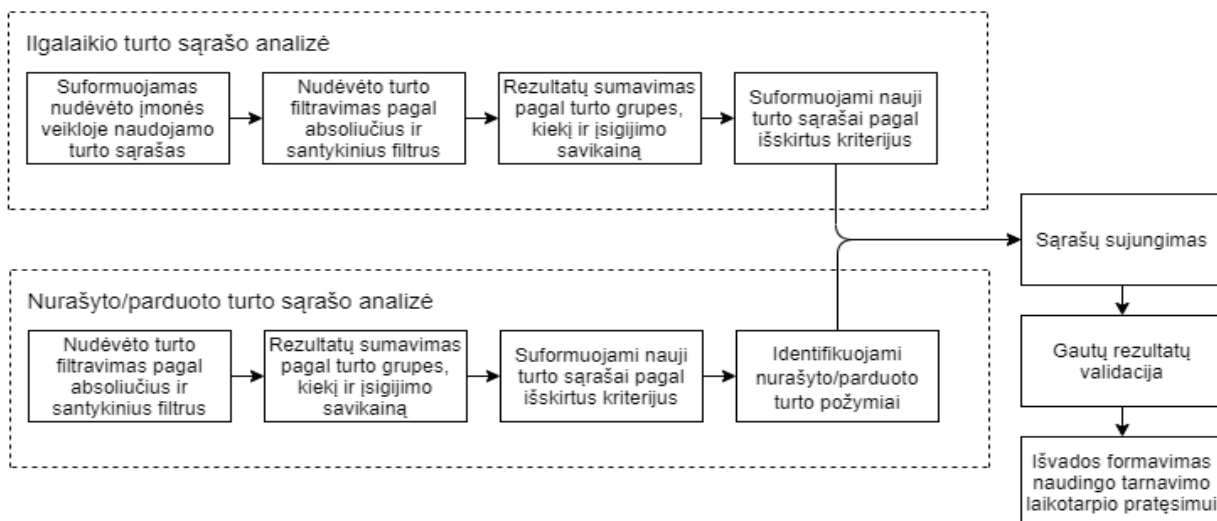 Ilgalaikio turto sąrašo analizė
Suformuojamas
nudėvėto įmonės
veikloje naudojamo
turto sąrašas
Nudėvėto turto
filtravimas pagal
absoliučius ir
santykinius filtrus
Rezultatų sumavimas
pagal turto grupes,
kiekį ir įsigijimo
savikainą
Suformuojami nauji
turto sąrašai pagal
išskirtus kriterijus
Nurašyto/parduoto turto sąrašo analizė
Nudėvėto turto
filtravimas pagal
absoliučius ir
santykinius filtrus
Rezultatų sumavimas
pagal turto grupes,
kiekį ir įsigijimo
savikainą
Suformuojami nauji
turto sąrašai pagal
išskirtus kriterijus
Identifikuojami
nurašyto/parduoto
turto požymiai
Sąrašų sujungimas
Gautų rezultatų
validacija
Išvados formavimas
naudingo tarnavimo
laikotarpio pratęsimui